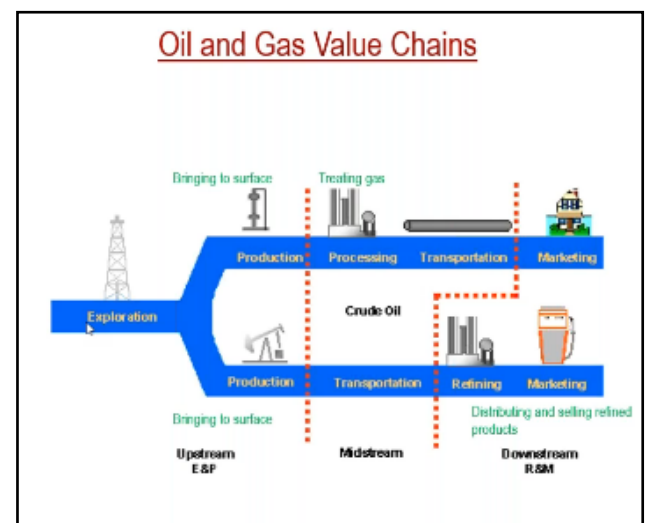 Oil and Gas Value Chains
Bringing to surface
Treating gas
Production
Processing
Transportation
Marketing
Exploration
Crude Oil
Production
Transportation
Refining
Marketing
Bringing to surface
Distributing and selling refined
products
Upstream
E&P
Midstream
Downstream
R&M